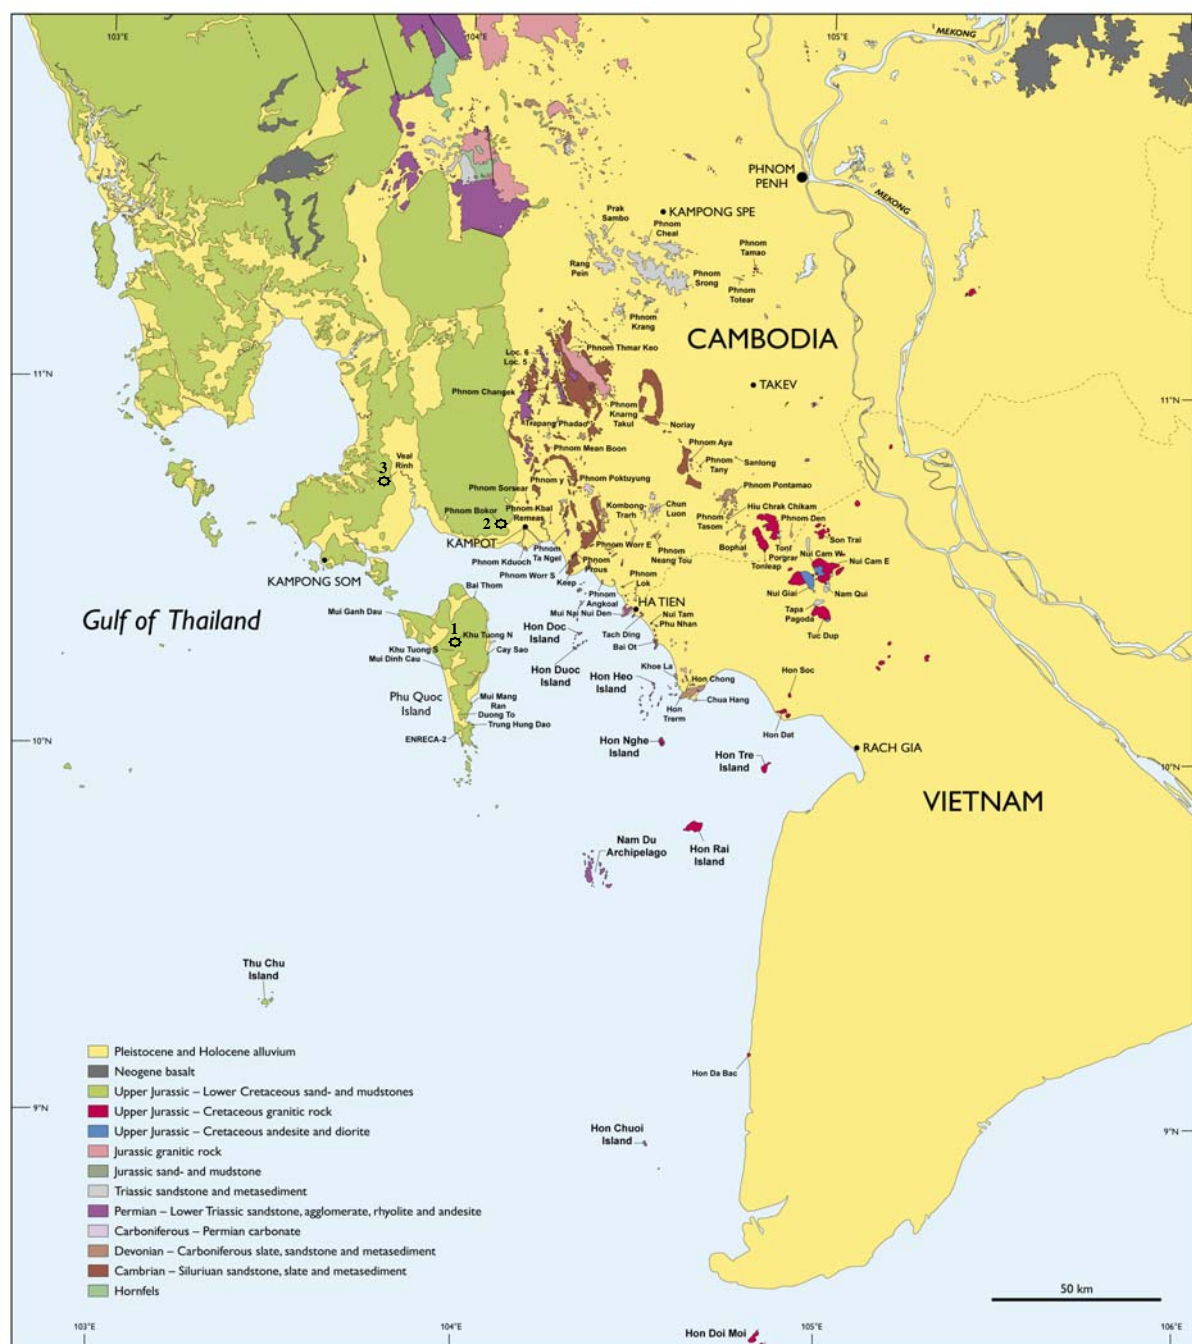 103°E
104°E
105°E
MEKONG
PHNOM
PENH
MEKONG
KAMPONG SPE
Prak
Sambo
Phnom
Cheal
Phnom
Tamao
Rang
Pein
Phnom
Srong
Phnom
Totear
Phnom
Krang
CAMBODIA
Phnom Thmar Keo
Loc. 6
Loc. 5
11°N
11°N
TAKEV
Phnom Changek
Phnom
Knarng
Takul
Trapang Phadao
Noriay
Phnom Mean Boon
Phnom Aya
Veal
Rinh
3
Phnom
Tany
Sanlong
Phnom y
Phnom Poktuyung
Phnom Pontamao
Phnom Sorsear
Phnom Bokor
2
Phnom Kbal
Remeas
Kombong
Trarh
Chun
Luon
Phnom
Tasom
Hiu Chrak Chikam
Phnom Den
Son Trai
KAMPOT
Phnom Kduoch
Phnom
Ta Ngel
Phnom Worr E
Phnom
Neang Tou
Bophal
Tonl
Porgrar
Tonleap
Nui Cam W
Nui Cam E
Phnom Worr S
Keep
Phnom
Prous
Phnom
Lok
Nui Giai
Nam Qui
KAMPONG SOM
Bai Thom
Phnom
Angkoal
Mui Nai
Nui Den
HA TIEN
Tapa
Pagoda
Tuc Dup
Mui Ganh Dau
Gulf of Thailand
1
Khu Tuong N
Khu Tuong S
Cay Sao
Mui Dinh Cau
Hon Doc
Island
Tach Ding
Nui Tam
Phu Nhan
Bai Ot
Hon Duoc
Island
Khoe La
Hon Heo
Island
Hon Chong
Chua Hang
Hon
Trerm
Hon Soc
Hon Dat
Phu Quoc
Island
Mui Mang
Ran
Duong To
Trung Hung Dao
ENRECA-2
10°N
10°N
Hon Nghe
Island
Hon Tre
Island
RACH GIA
VIETNAM
Nam Du
Archipelago
Hon Rai
Island
Thu Chu
Island
Hon Da Bac
Hon Chuoi
Island
9°N
9°N
Pleistocene and Holocene alluvium
Neogene basalt
Upper Jurassic – Lower Cretaceous sand- and mudstones
Upper Jurassic – Cretaceous granitic rock
Upper Jurassic – Cretaceous andesite and diorite
Jurassic granitic rock
Jurassic sand- and mudstone
Triassic sandstone and metasediment
Permian – Lower Triassic sandstone, agglomerate, rhyolite and andesite
Carboniferous – Permian carbonate
Devonian – Carboniferous slate, sandstone and metasediment
Cambrian – Siluriuan sandstone, slate and metasediment
Hornfels
50 km
Hon Doi Moi
103°E
104°E
105°E
106°E